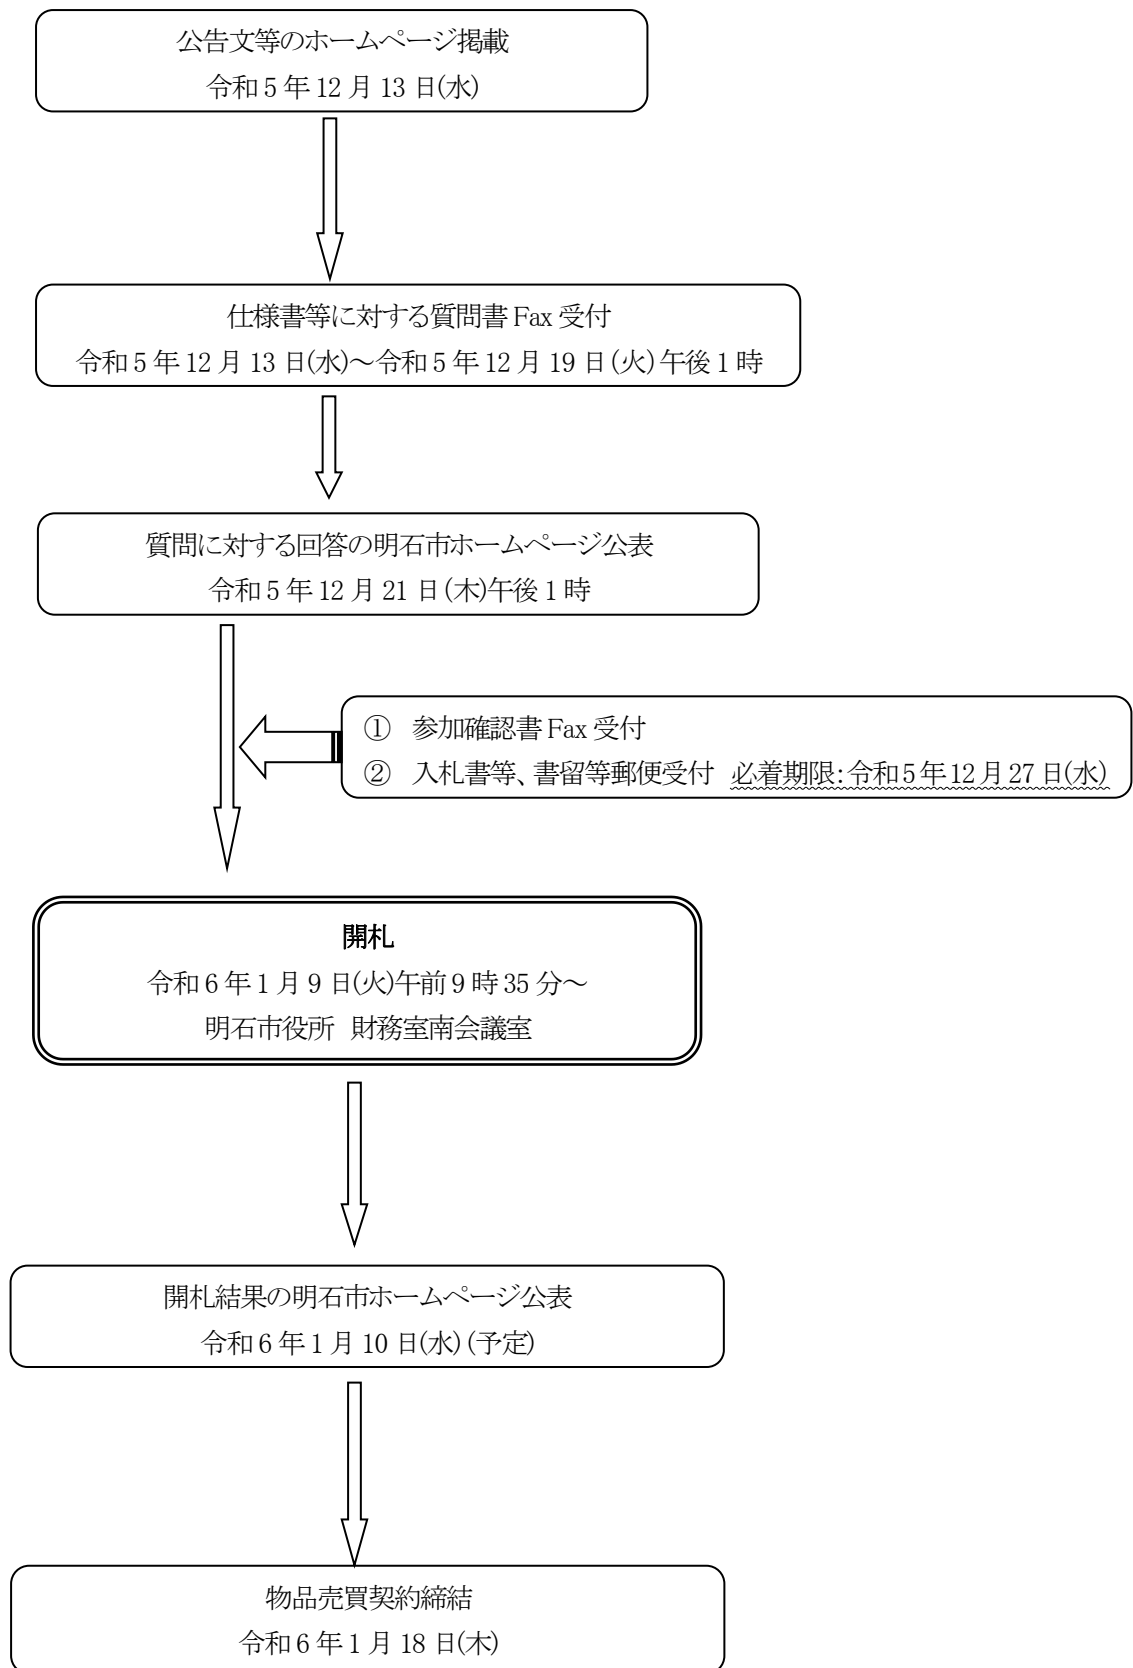 公告文等のホームページ掲載
令和5年12月13日(水)
仕様書等に対する質問書Fax受付
令和5年12月13日(水)～令和5年12月19日(火)午後1時
質問に対する回答の明石市ホームページ公表
令和5年12月21日(木)午後1時
① 参加確認書Fax受付
② 入札書等、書留等郵便受付 必着期限:令和5年12月27日(水)
開札
令和6年1月9日(火)午前9時35分～
明石市役所 財務室南会議室
開札結果の明石市ホームページ公表
令和6年1月10日(水)(予定)
物品売買契約締結
令和6年1月18日(木)